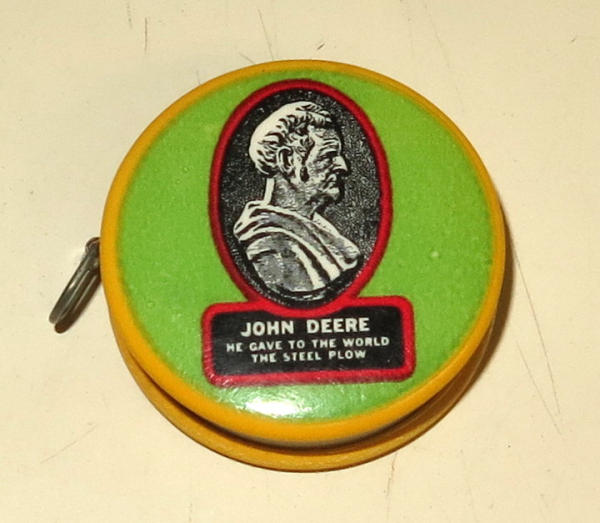 JOHN DEERE
HE GAVE TO THE WORLD
THE STEEL PLOW